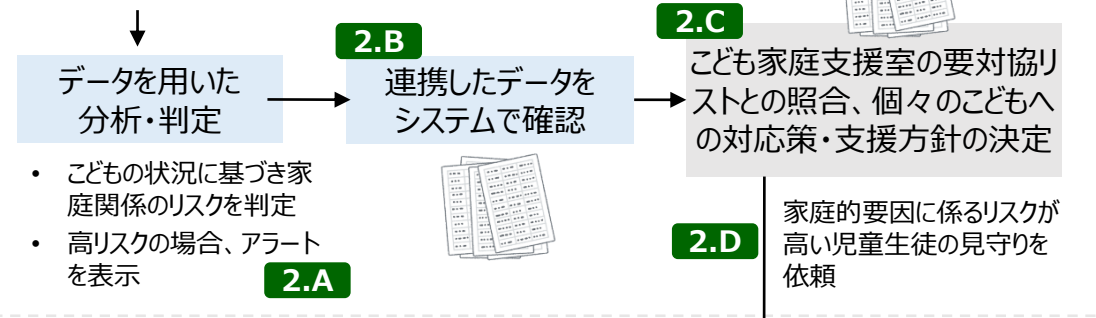 データを用いた
分析・判定
• こどもの状況に基づき家
庭関係のリスクを判定
• 高リスクの場合、アラート
を表示
2.A
2.B
連携したデータを
システムで確認
2.C
こども家庭支援室の要対協リ
ストとの照合、個々のこどもへ
の対応策・支援方針の決定
2.D
家庭的要因に係るリスクが
高い児童生徒の見守りを
依頼